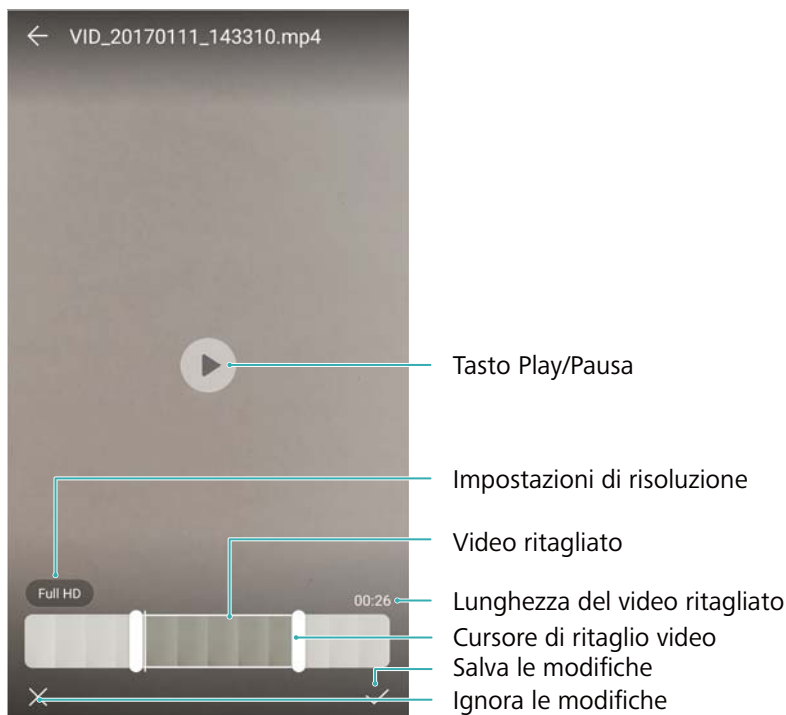 VID_20170111_143310.mp4
Tasto Play/Pausa
Impostazioni di risoluzione
Video ritagliato
Full HD
00:26
Lunghezza del video ritagliato
Cursore di ritaglio video
Salva le modifiche
Ignora le modifiche